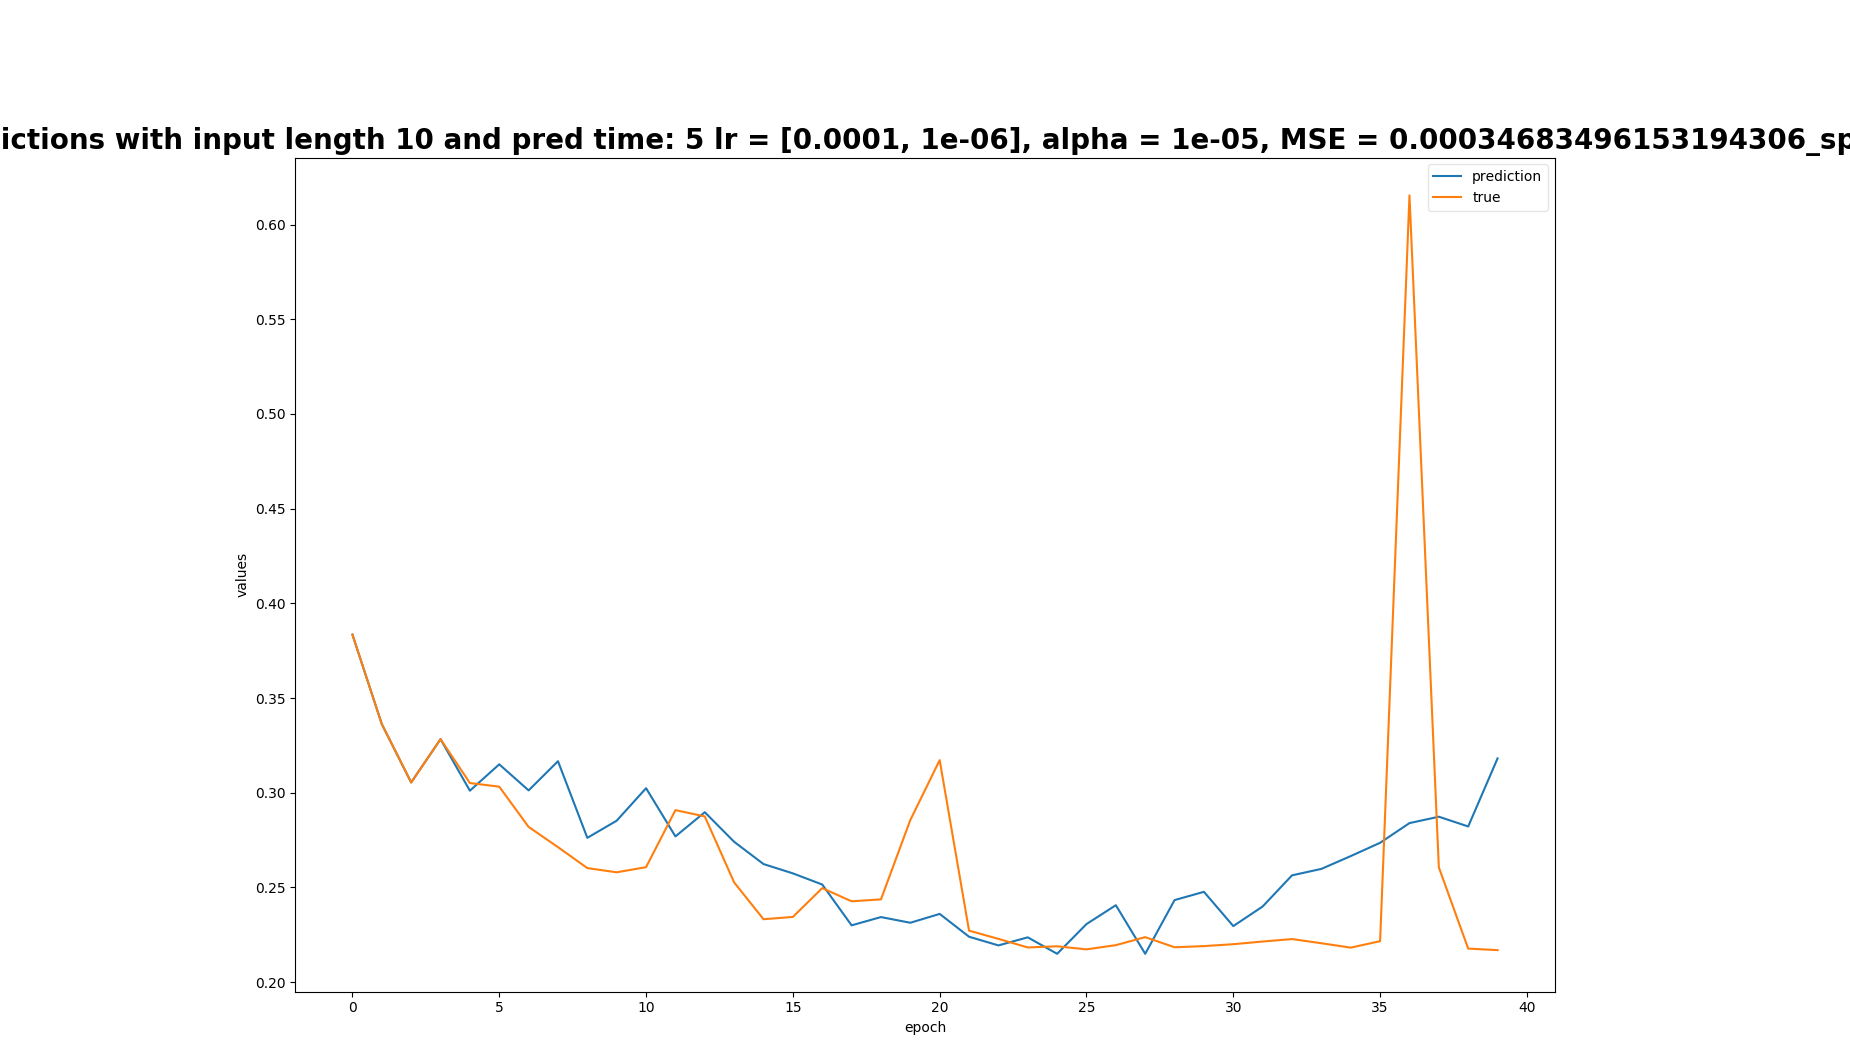 ictions with input length 10 and pred time: 5 lr = [0.0001, 1e-06], alpha = 1e-05, MSE = 0.00034683496153194306_sp
prediction
true
0.60
0.55
0.50
0.45
0.40
0.35
0.30
0.25
0.20
values
0 5 10 15 20 25 30 35 40
epoch